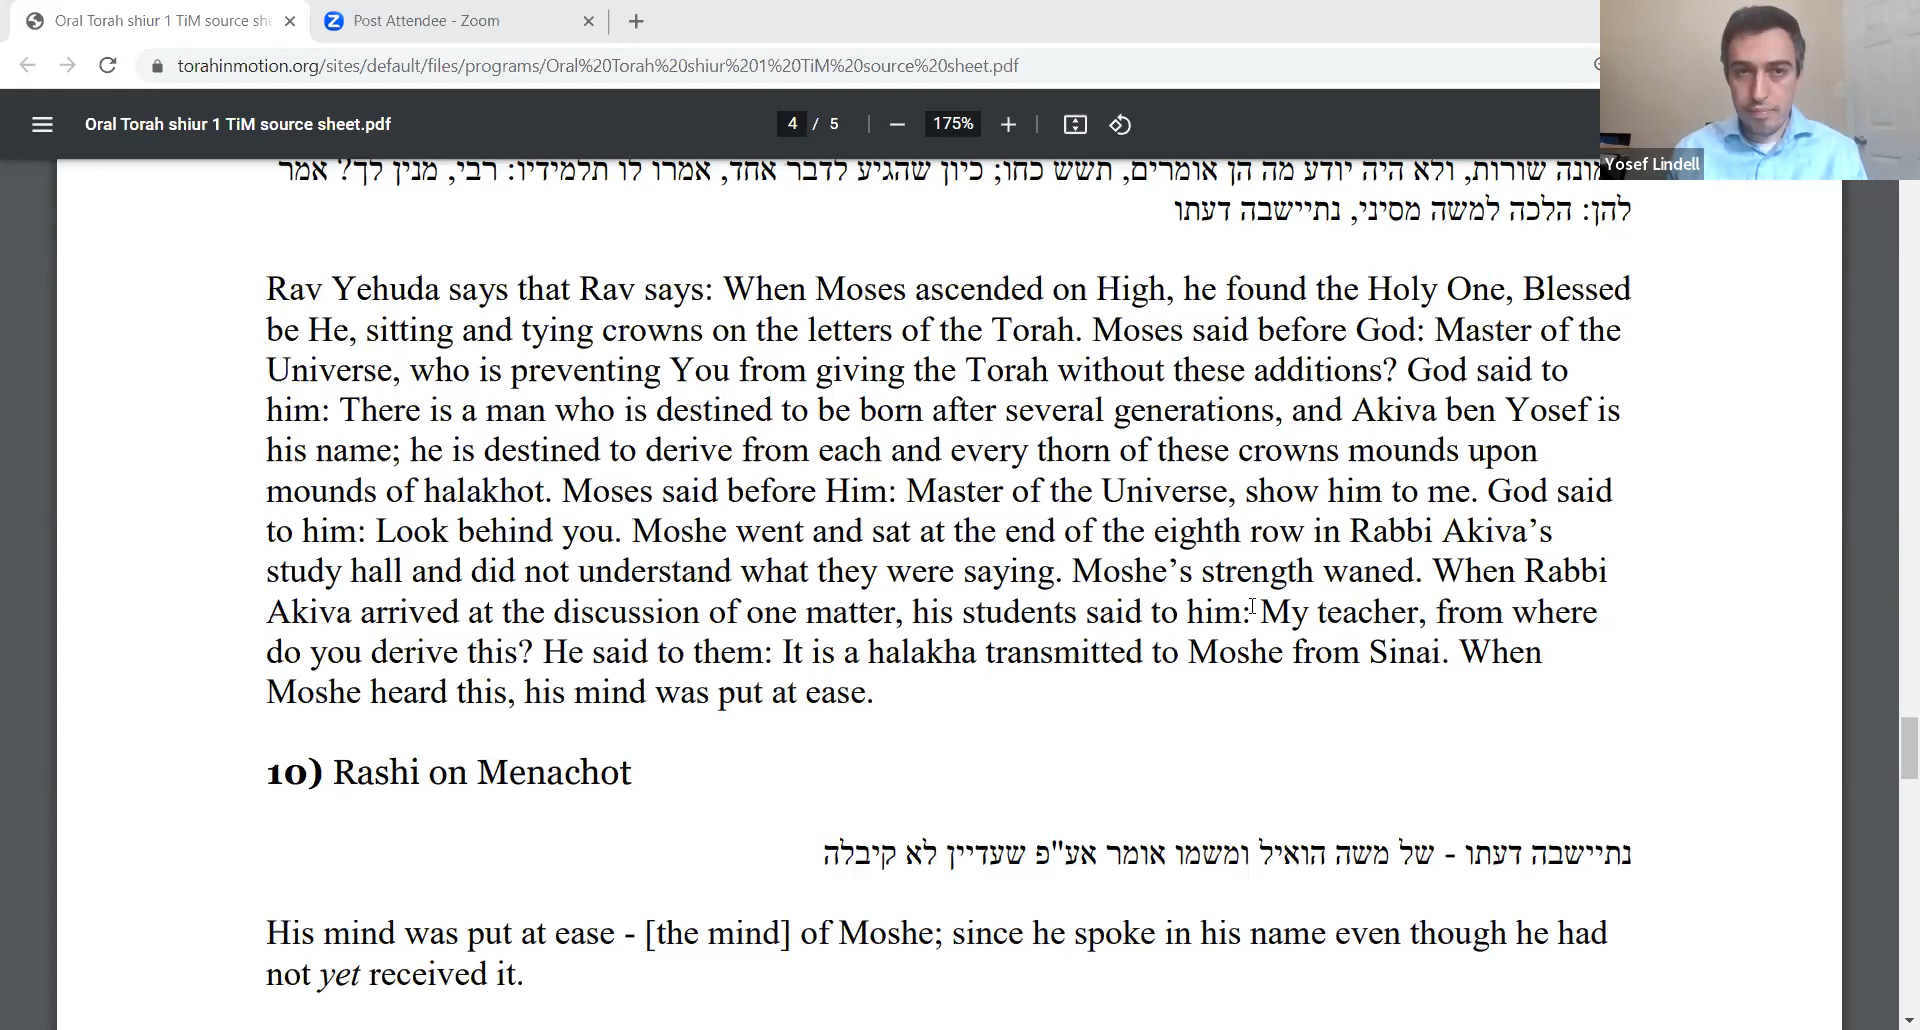 Oral Torah shiur 1 TiM source sh
Post Attendee - Zoom
torahinmotion.org/sites/default/files/programs/Oral%20Torah%20shiur%201%20TiM%20source%20sheet.pdf
Oral Torah shiur 1 TiM source sheet.pdf
4 / 5
175%
Yosef Lindell
שורות, ולא היה יודע מה הן אומרים, תשש כחו; כיון שהגיע לדבר אחד, אמרו לו תלמידיו: רבי, מנין לך? אמר
להן: הלכה למשה מסיני, נתיישבה דעתו
Rav Yehuda says that Rav says: When Moses ascended on High, he found the Holy One, Blessed
be He, sitting and tying crowns on the letters of the Torah. Moses said before God: Master of the
Universe, who is preventing You from giving the Torah without these additions? God said to
him: There is a man who is destined to be born after several generations, and Akiva ben Yosef is
his name; he is destined to derive from each and every thorn of these crowns mounds upon
mounds of halakhot. Moses said before Him: Master of the Universe, show him to me. God said
to him: Look behind you. Moshe went and sat at the end of the eighth row in Rabbi Akiva’s
study hall and did not understand what they were saying. Moshe’s strength waned. When Rabbi
Akiva arrived at the discussion of one matter, his students said to him: My teacher, from where
do you derive this? He said to them: It is a halakha transmitted to Moshe from Sinai. When
Moshe heard this, his mind was put at ease.
10) Rashi on Menachot
נתיישבה דעתו - של משה הואיל ומשמו אומר אע"פ שעדיין לא קיבלה
His mind was put at ease - [the mind] of Moshe; since he spoke in his name even though he had
not yet received it.